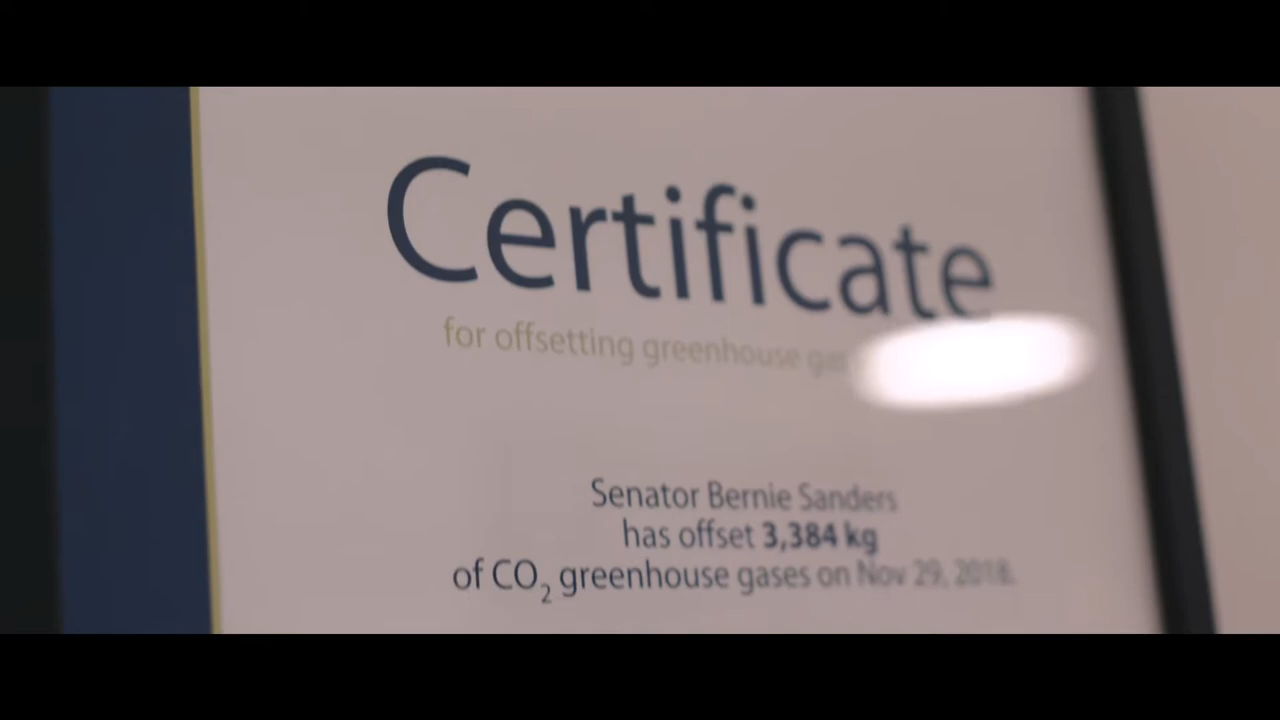 Certificate
for offsetting greenhouse gas
Senator Bernie Sanders
has offset 3,384 kg
of CO₂ greenhouse gases on Nov 29, 2018.